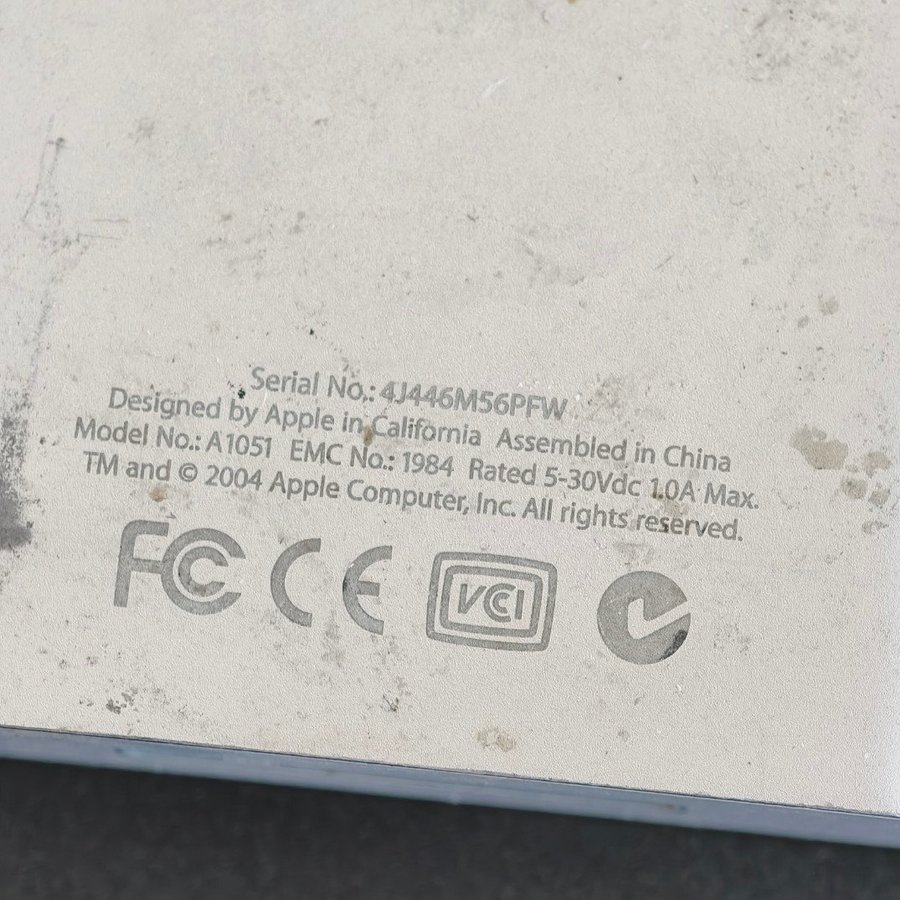 Serial No.: 4J446M56PFW
Designed by Apple in California Assembled in China
Model No.: A1051 EMC No.: 1984 Rated 5-30Vdc 1.0A Max.
TM and © 2004 Apple Computer, Inc. All rights reserved.
FC CE VCI